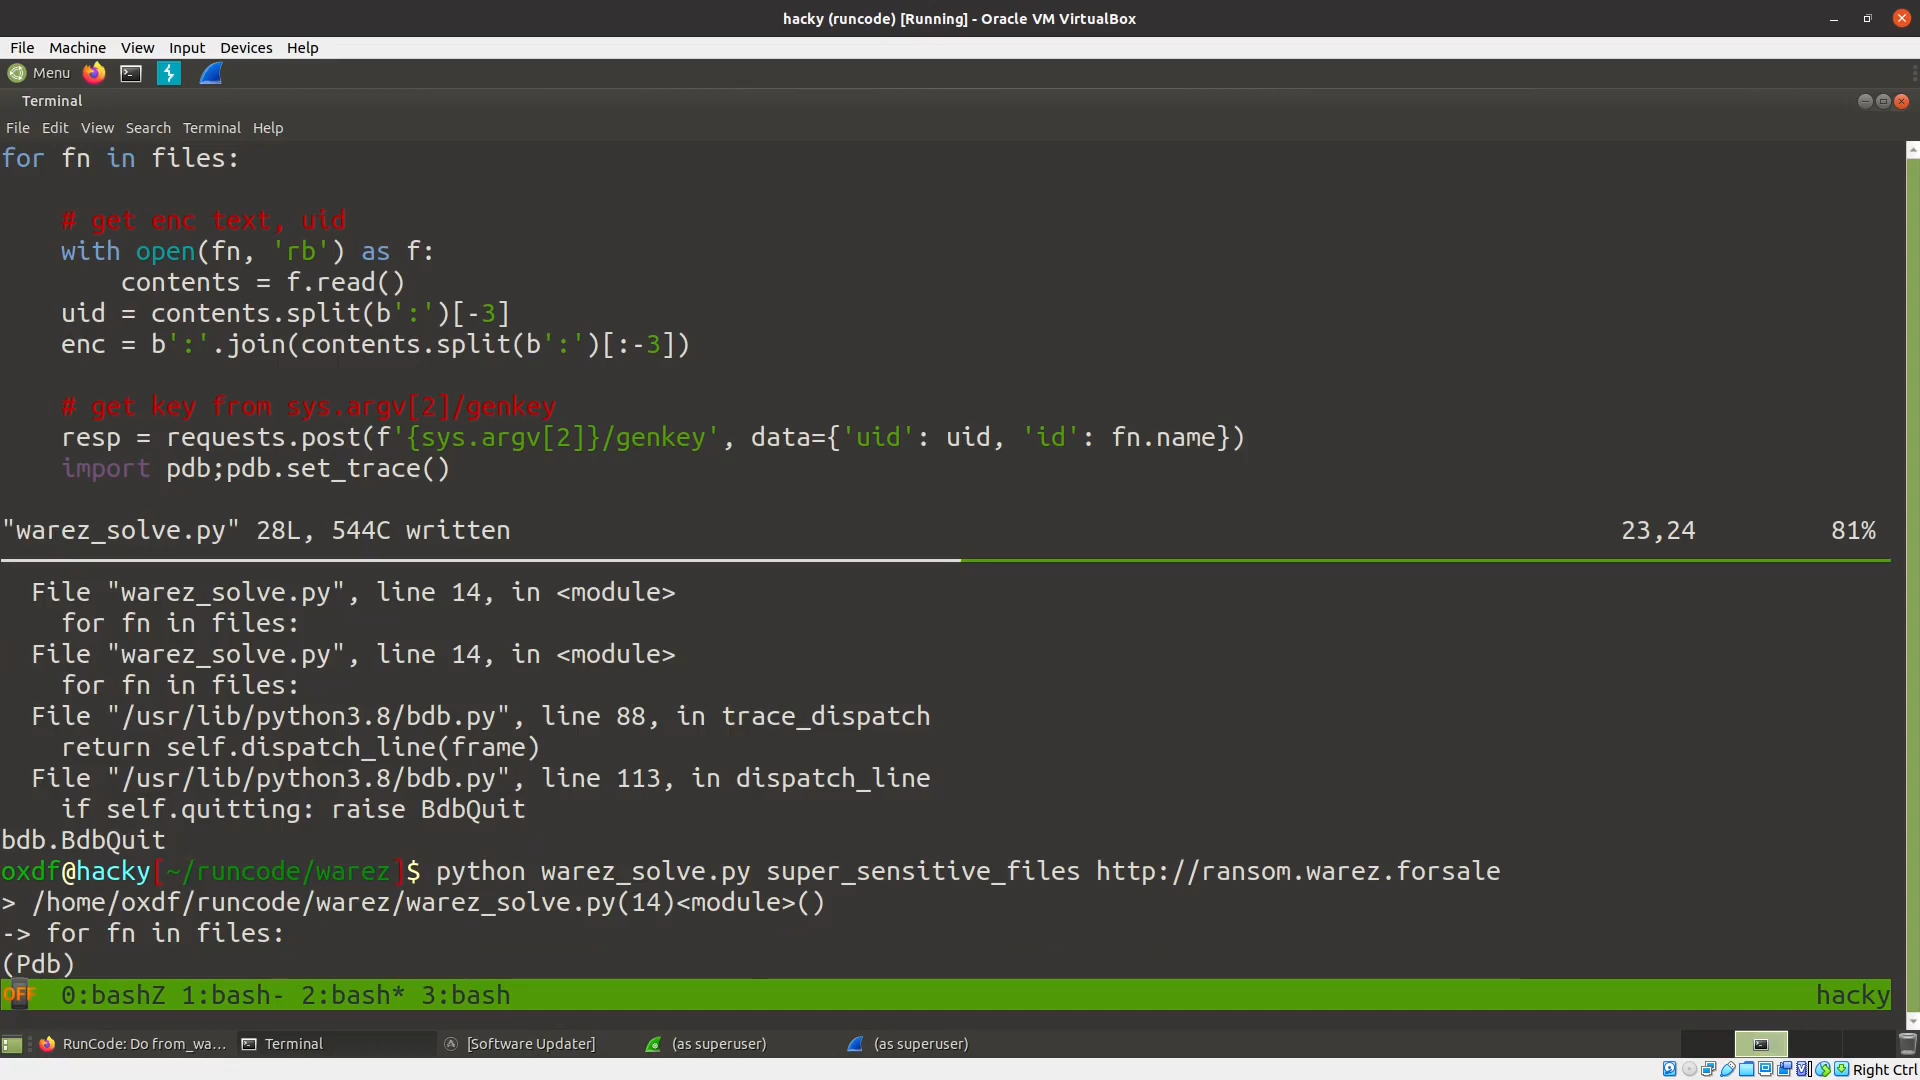 hacky (runcode) [Running] - Oracle VM VirtualBox
File Machine View Input Devices Help
Menu
Terminal
File Edit View Search Terminal Help
for fn in files:
    # get enc text, uid
    with open(fn, 'rb') as f:
        contents = f.read()
    uid = contents.split(b':')[-3]
    enc = b':'.join(contents.split(b':')[:-3])
    # get key from sys.argv[2]/genkey
    resp = requests.post(f'{sys.argv[2]}/genkey', data={'uid': uid, 'id': fn.name})
    import pdb;pdb.set_trace()
"warez_solve.py" 28L, 544C written 23,24 81%
  File "warez_solve.py", line 14, in <module>
    for fn in files:
  File "warez_solve.py", line 14, in <module>
    for fn in files:
  File "/usr/lib/python3.8/bdb.py", line 88, in trace_dispatch
    return self.dispatch_line(frame)
  File "/usr/lib/python3.8/bdb.py", line 113, in dispatch_line
    if self.quitting: raise BdbQuit
bdb.BdbQuit
oxdf@hacky[~/runcode/warez]$ python warez_solve.py super_sensitive_files http://ransom.warez.forsale
> /home/oxdf/runcode/warez/warez_solve.py(14)<module>()
-> for fn in files:
(Pdb)
OFF 0:bashZ 1:bash- 2:bash* 3:bash hacky
RunCode: Do from_wa... Terminal [Software Updater] (as superuser) (as superuser)
Right Ctrl